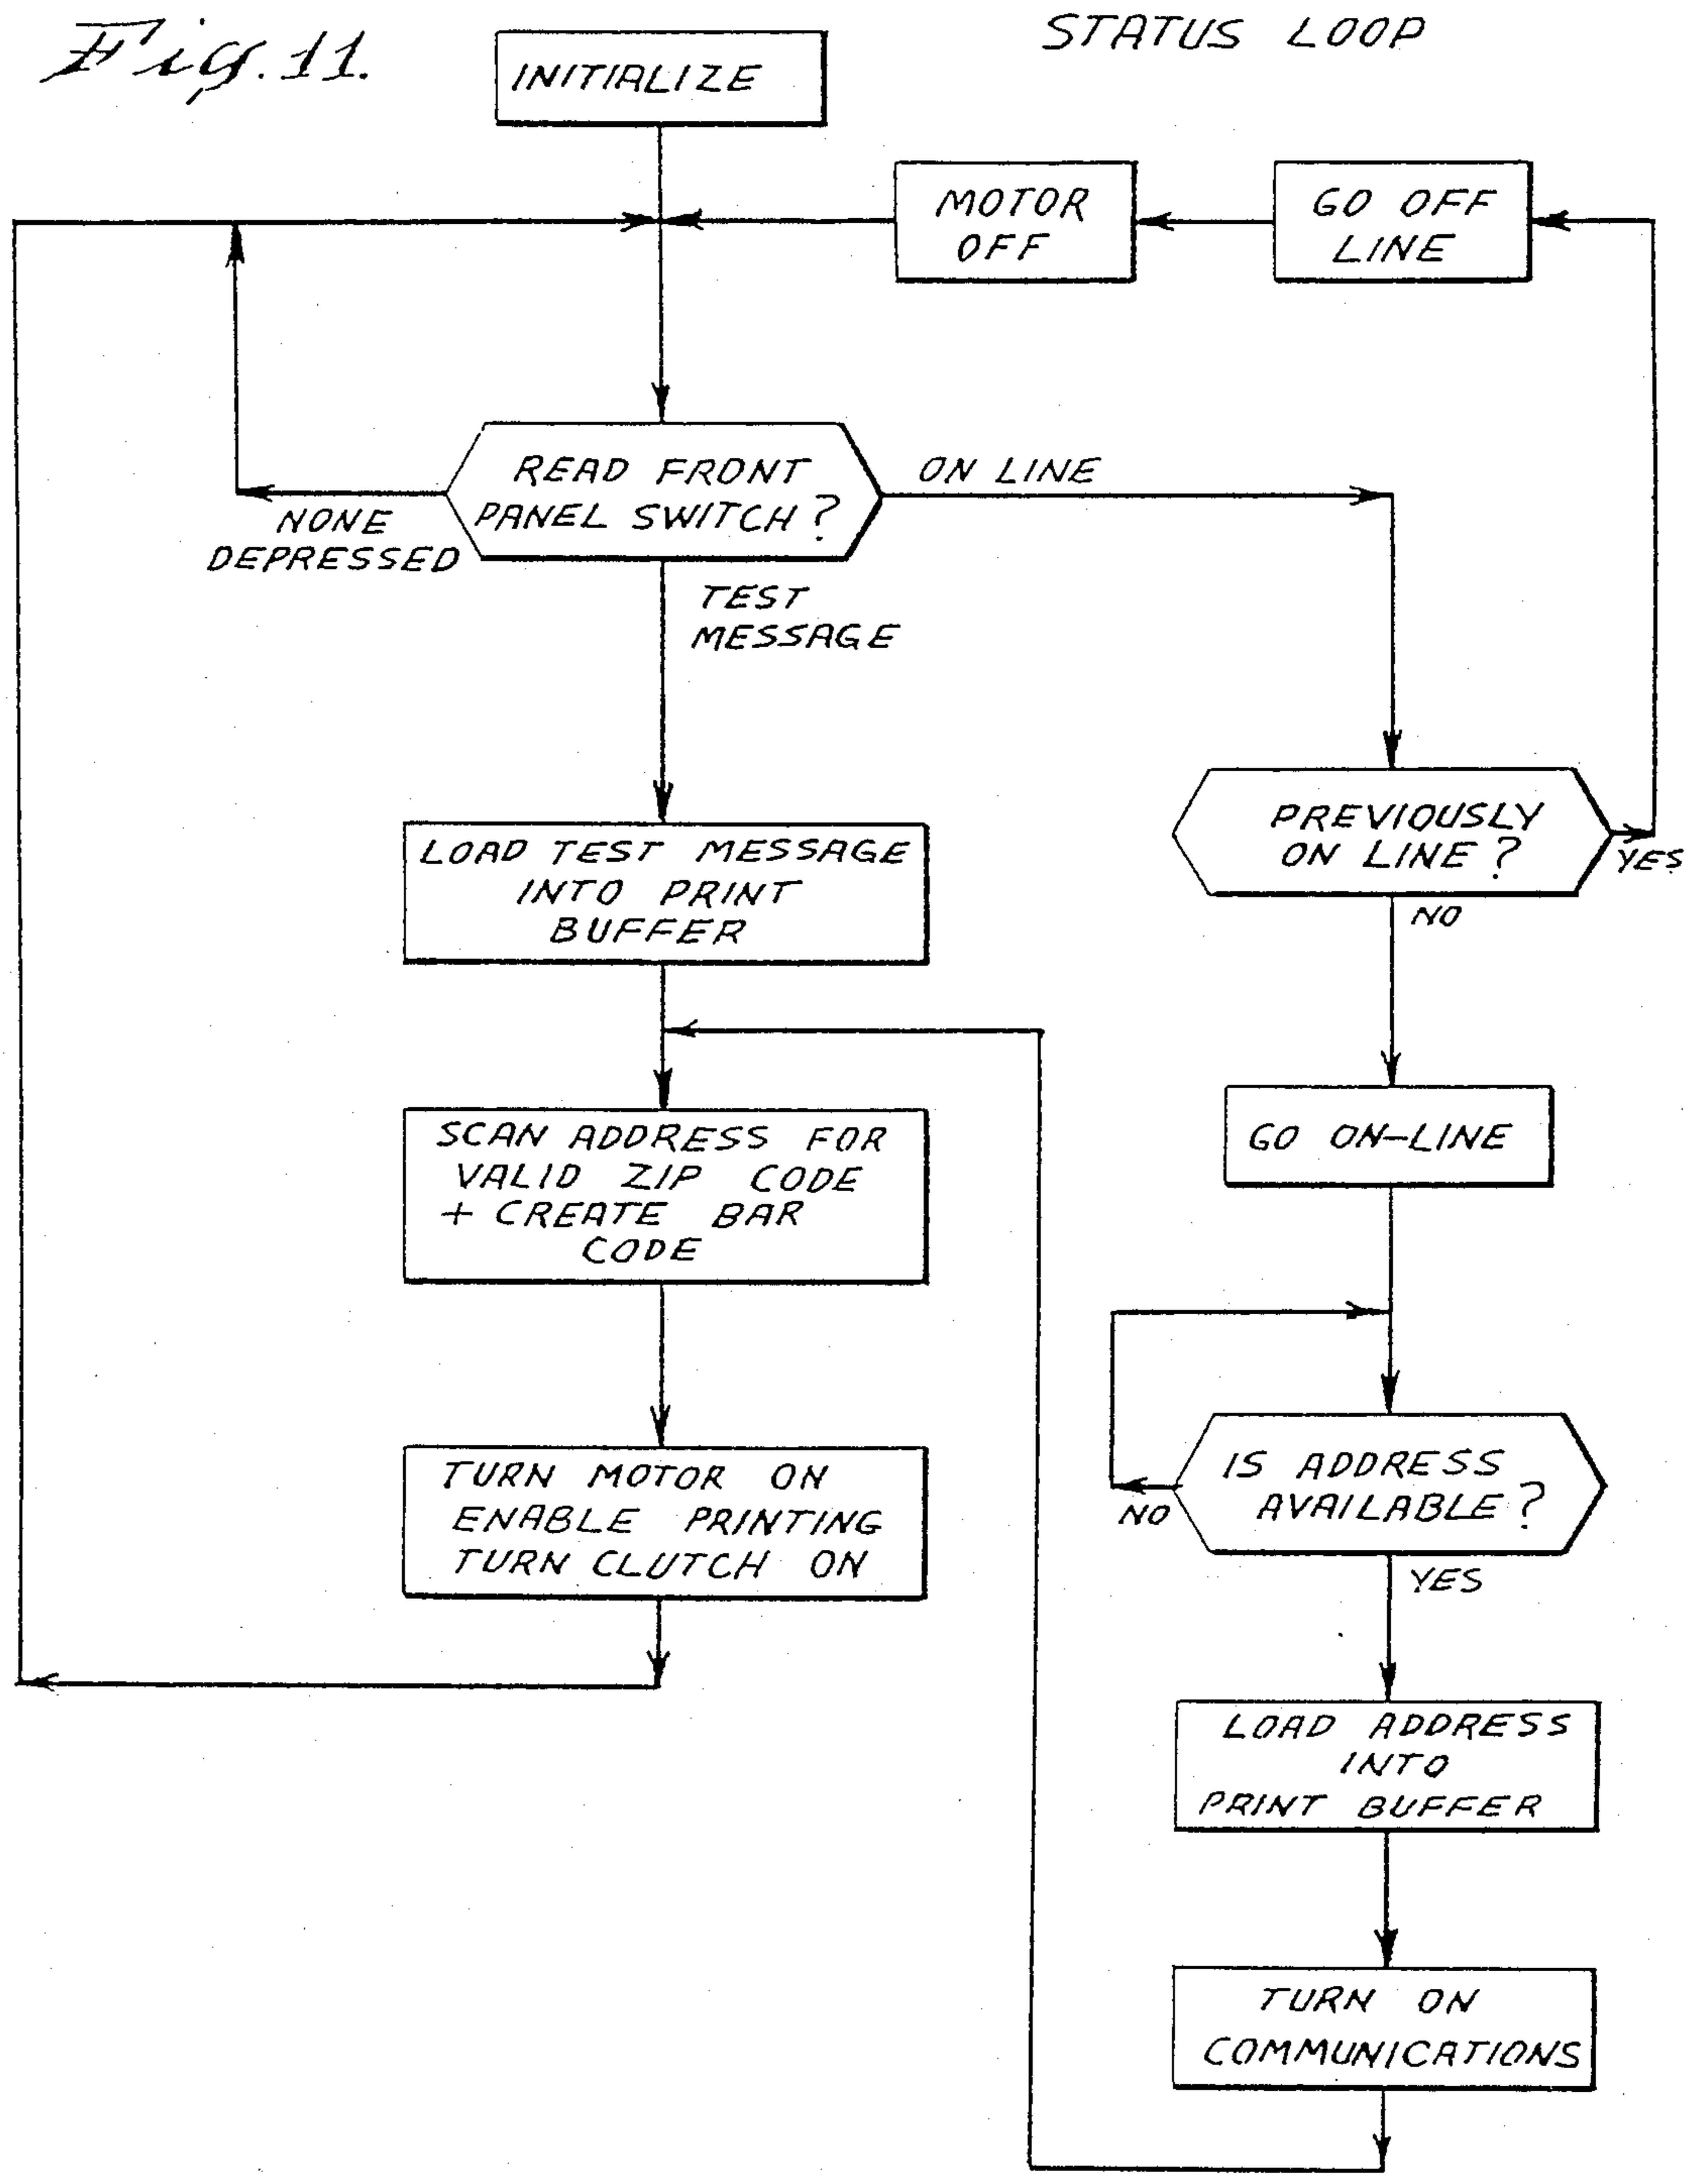 Fig. 11.
STATUS LOOP
INITIALIZE
MOTOR
OFF
GO OFF
LINE
READ FRONT
PANEL SWITCH?
ON LINE
NONE
DEPRESSED
TEST
MESSAGE
PREVIOUSLY
ON LINE?
YES
NO
LOAD TEST MESSAGE
INTO PRINT
BUFFER
GO ON-LINE
SCAN ADDRESS FOR
VALID ZIP CODE
+ CREATE BAR
CODE
IS ADDRESS
AVAILABLE?
NO
YES
TURN MOTOR ON
ENABLE PRINTING
TURN CLUTCH ON
LOAD ADDRESS
INTO
PRINT BUFFER
TURN ON
COMMUNICATIONS